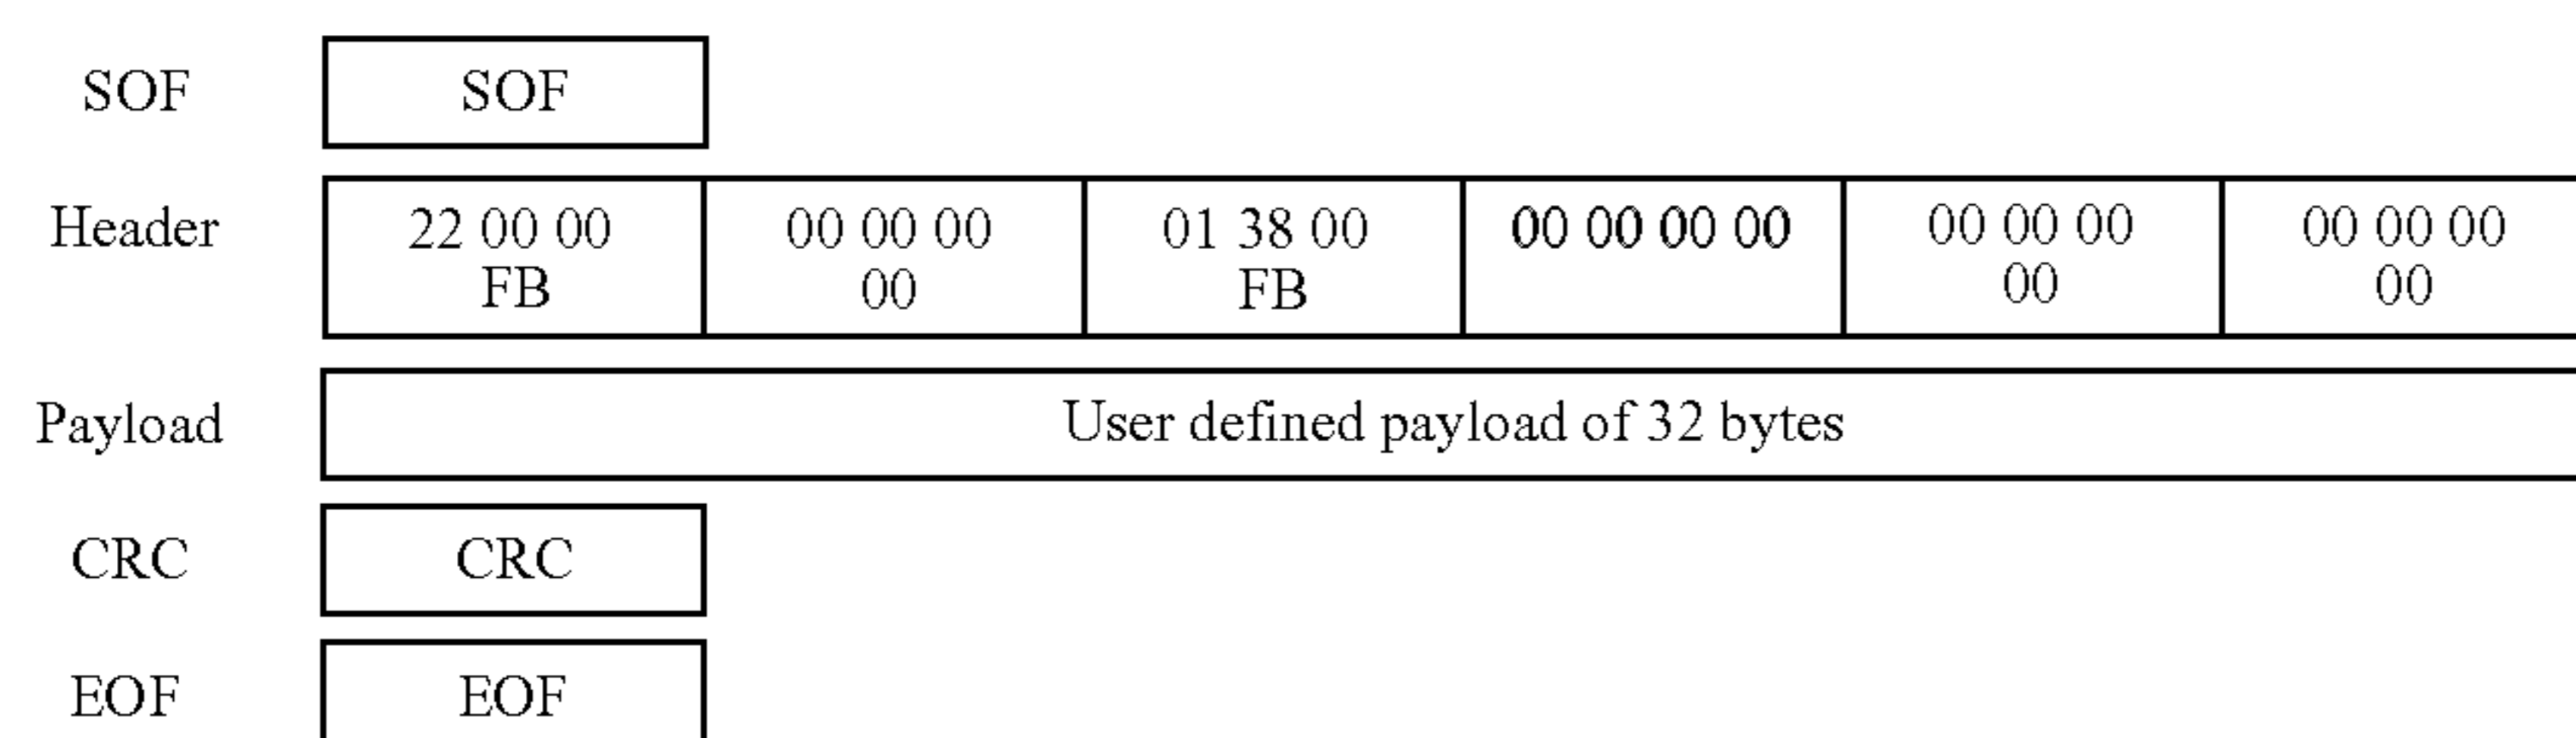 SOF SOF
Header 22 00 00 00 00 00 01 38 00 00 00 00 00 00 00 00 00 00 00
FB 00 FB 00 00
Payload User defined payload of 32 bytes
CRC CRC
EOF EOF